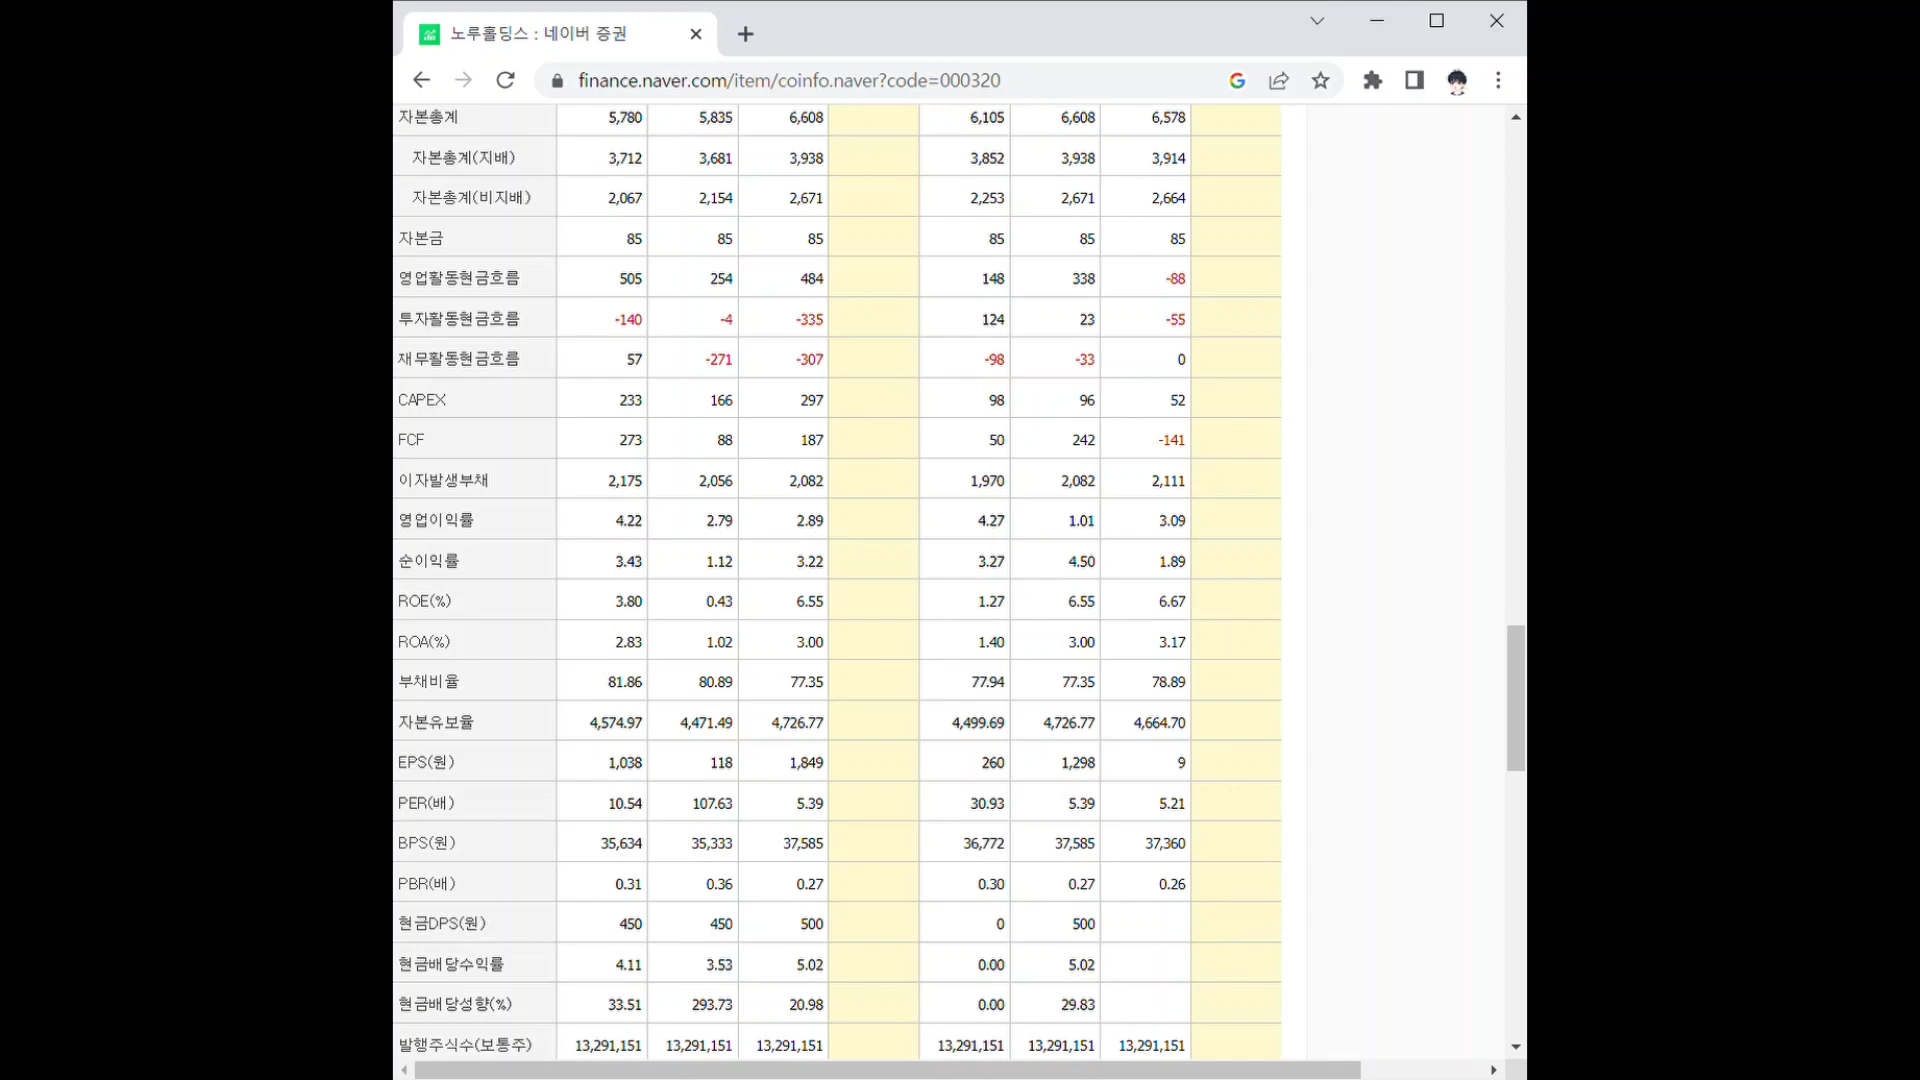 노루홀딩스 : 네이버 증권
finance.naver.com/item/coinfo.naver?code=000320
자본총계 5,780 5,835 6,608 6,105 6,608 6,578
자본총계(지배) 3,712 3,681 3,938 3,852 3,938 3,914
자본총계(비지배) 2,067 2,154 2,671 2,253 2,671 2,664
자본금 85 85 85 85 85 85
영업활동현금흐름 505 254 484 148 338 -88
투자활동현금흐름 -140 -4 -335 124 23 -55
재무활동현금흐름 57 -271 -307 -98 -33 0
CAPEX 233 166 297 98 96 52
FCF 273 88 187 50 242 -141
이자발생부채 2,175 2,056 2,082 1,970 2,082 2,111
영업이익률 4.22 2.79 2.89 4.27 1.01 3.09
순이익률 3.43 1.12 3.22 3.27 4.50 1.89
ROE(%) 3.80 0.43 6.55 1.27 6.55 6.67
ROA(%) 2.83 1.02 3.00 1.40 3.00 3.17
부채비율 81.86 80.89 77.35 77.94 77.35 78.89
자본유보율 4,574.97 4,471.49 4,726.77 4,499.69 4,726.77 4,664.70
EPS(원) 1,038 118 1,849 260 1,298 9
PER(배) 10.54 107.63 5.39 30.93 5.39 5.21
BPS(원) 35,634 35,333 37,585 36,772 37,585 37,360
PBR(배) 0.31 0.36 0.27 0.30 0.27 0.26
현금DPS(원) 450 450 500 0 500
현금배당수익률 4.11 3.53 5.02 0.00 5.02
현금배당성향(%) 33.51 293.73 20.98 0.00 29.83
발행주식수(보통주) 13,291,151 13,291,151 13,291,151 13,291,151 13,291,151 13,291,151